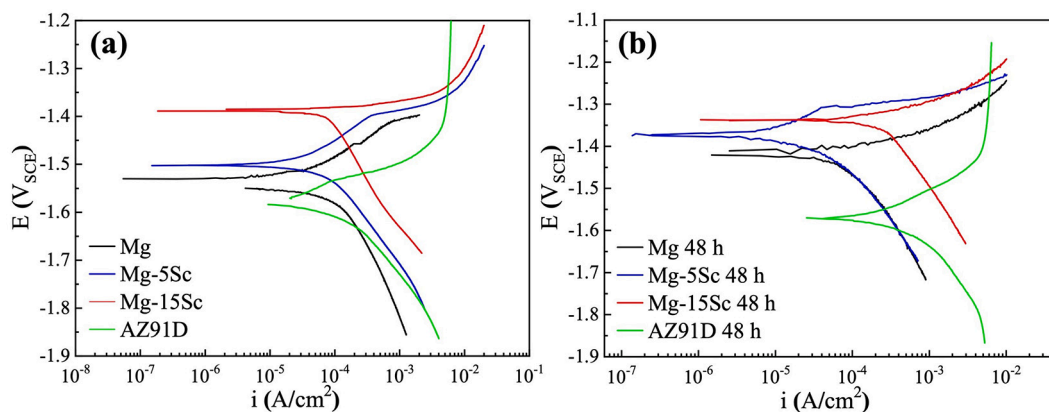 (a)
-1.2
-1.3
-1.4
-1.5
-1.6
-1.7
-1.8
-1.9
E (V_SCE)
Mg
Mg-5Sc
Mg-15Sc
AZ91D
10^-8 10^-7 10^-6 10^-5 10^-4 10^-3 10^-2 10^-1
i (A/cm²)
(b)
-1.1
-1.2
-1.3
-1.4
-1.5
-1.6
-1.7
-1.8
-1.9
E (V_SCE)
Mg 48 h
Mg-5Sc 48 h
Mg-15Sc 48 h
AZ91D 48 h
10^-7 10^-6 10^-5 10^-4 10^-3 10^-2
i (A/cm²)